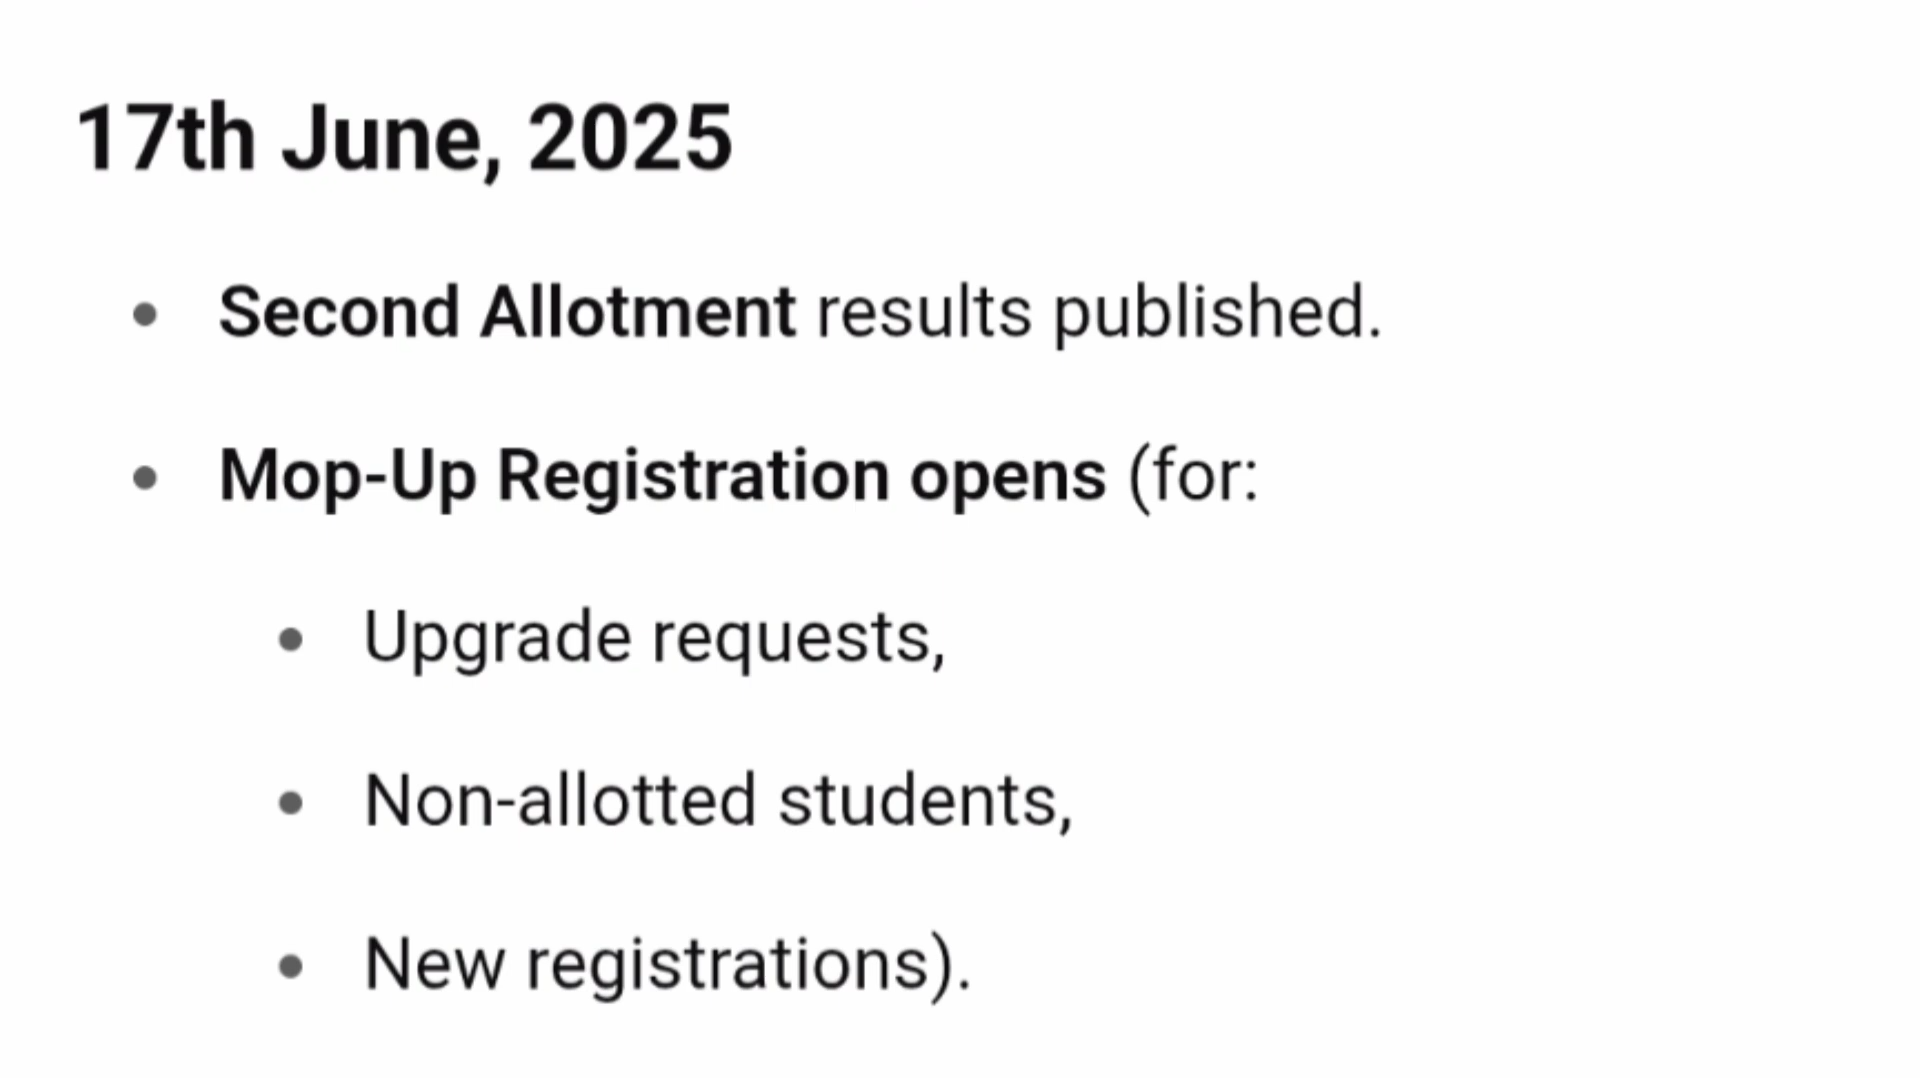 17th June, 2025
• Second Allotment results published.
• Mop-Up Registration opens (for:
• Upgrade requests,
• Non-allotted students,
• New registrations).